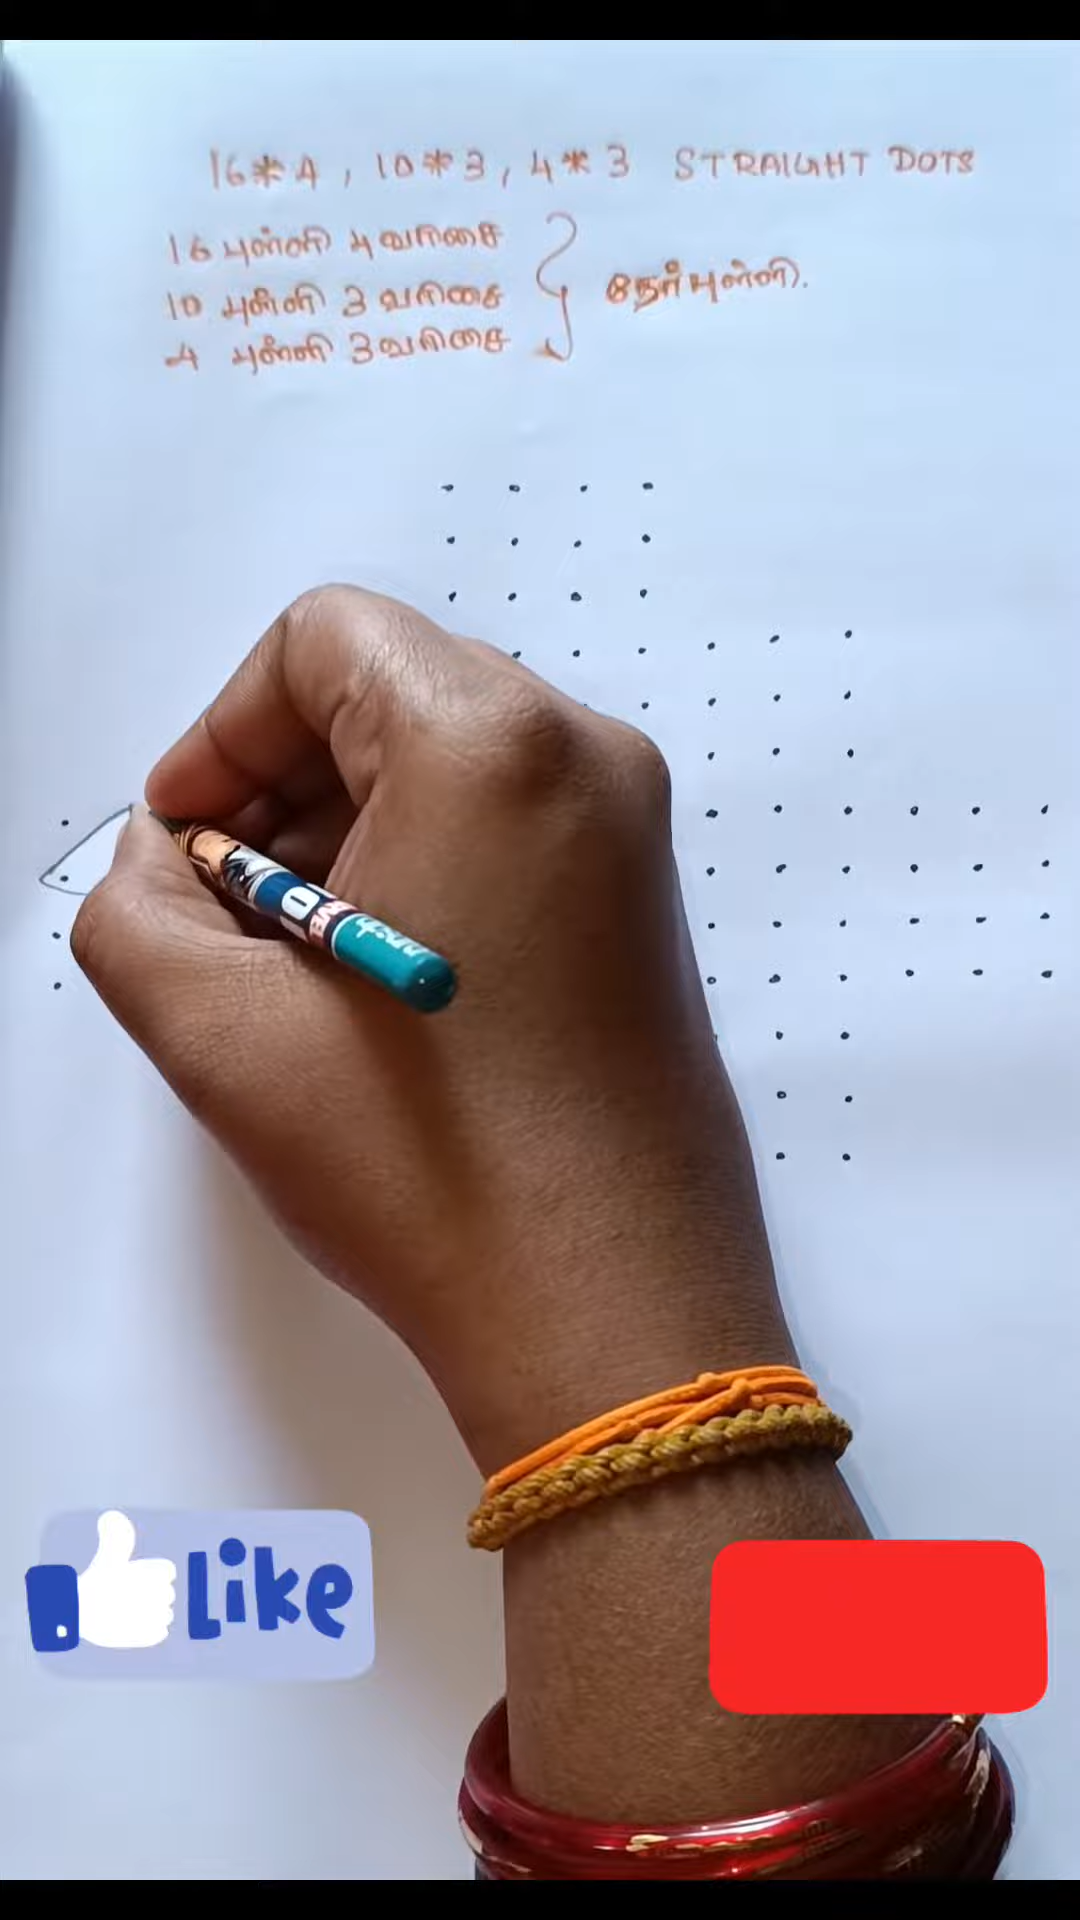 16*4, 10*3, 4*3 STRAIGHT DOTS
16 புள்ளி 4 வரிசை
10 புள்ளி 3 வரிசை
4 புள்ளி 3 வரிசை
நேர்புள்ளி.
Like